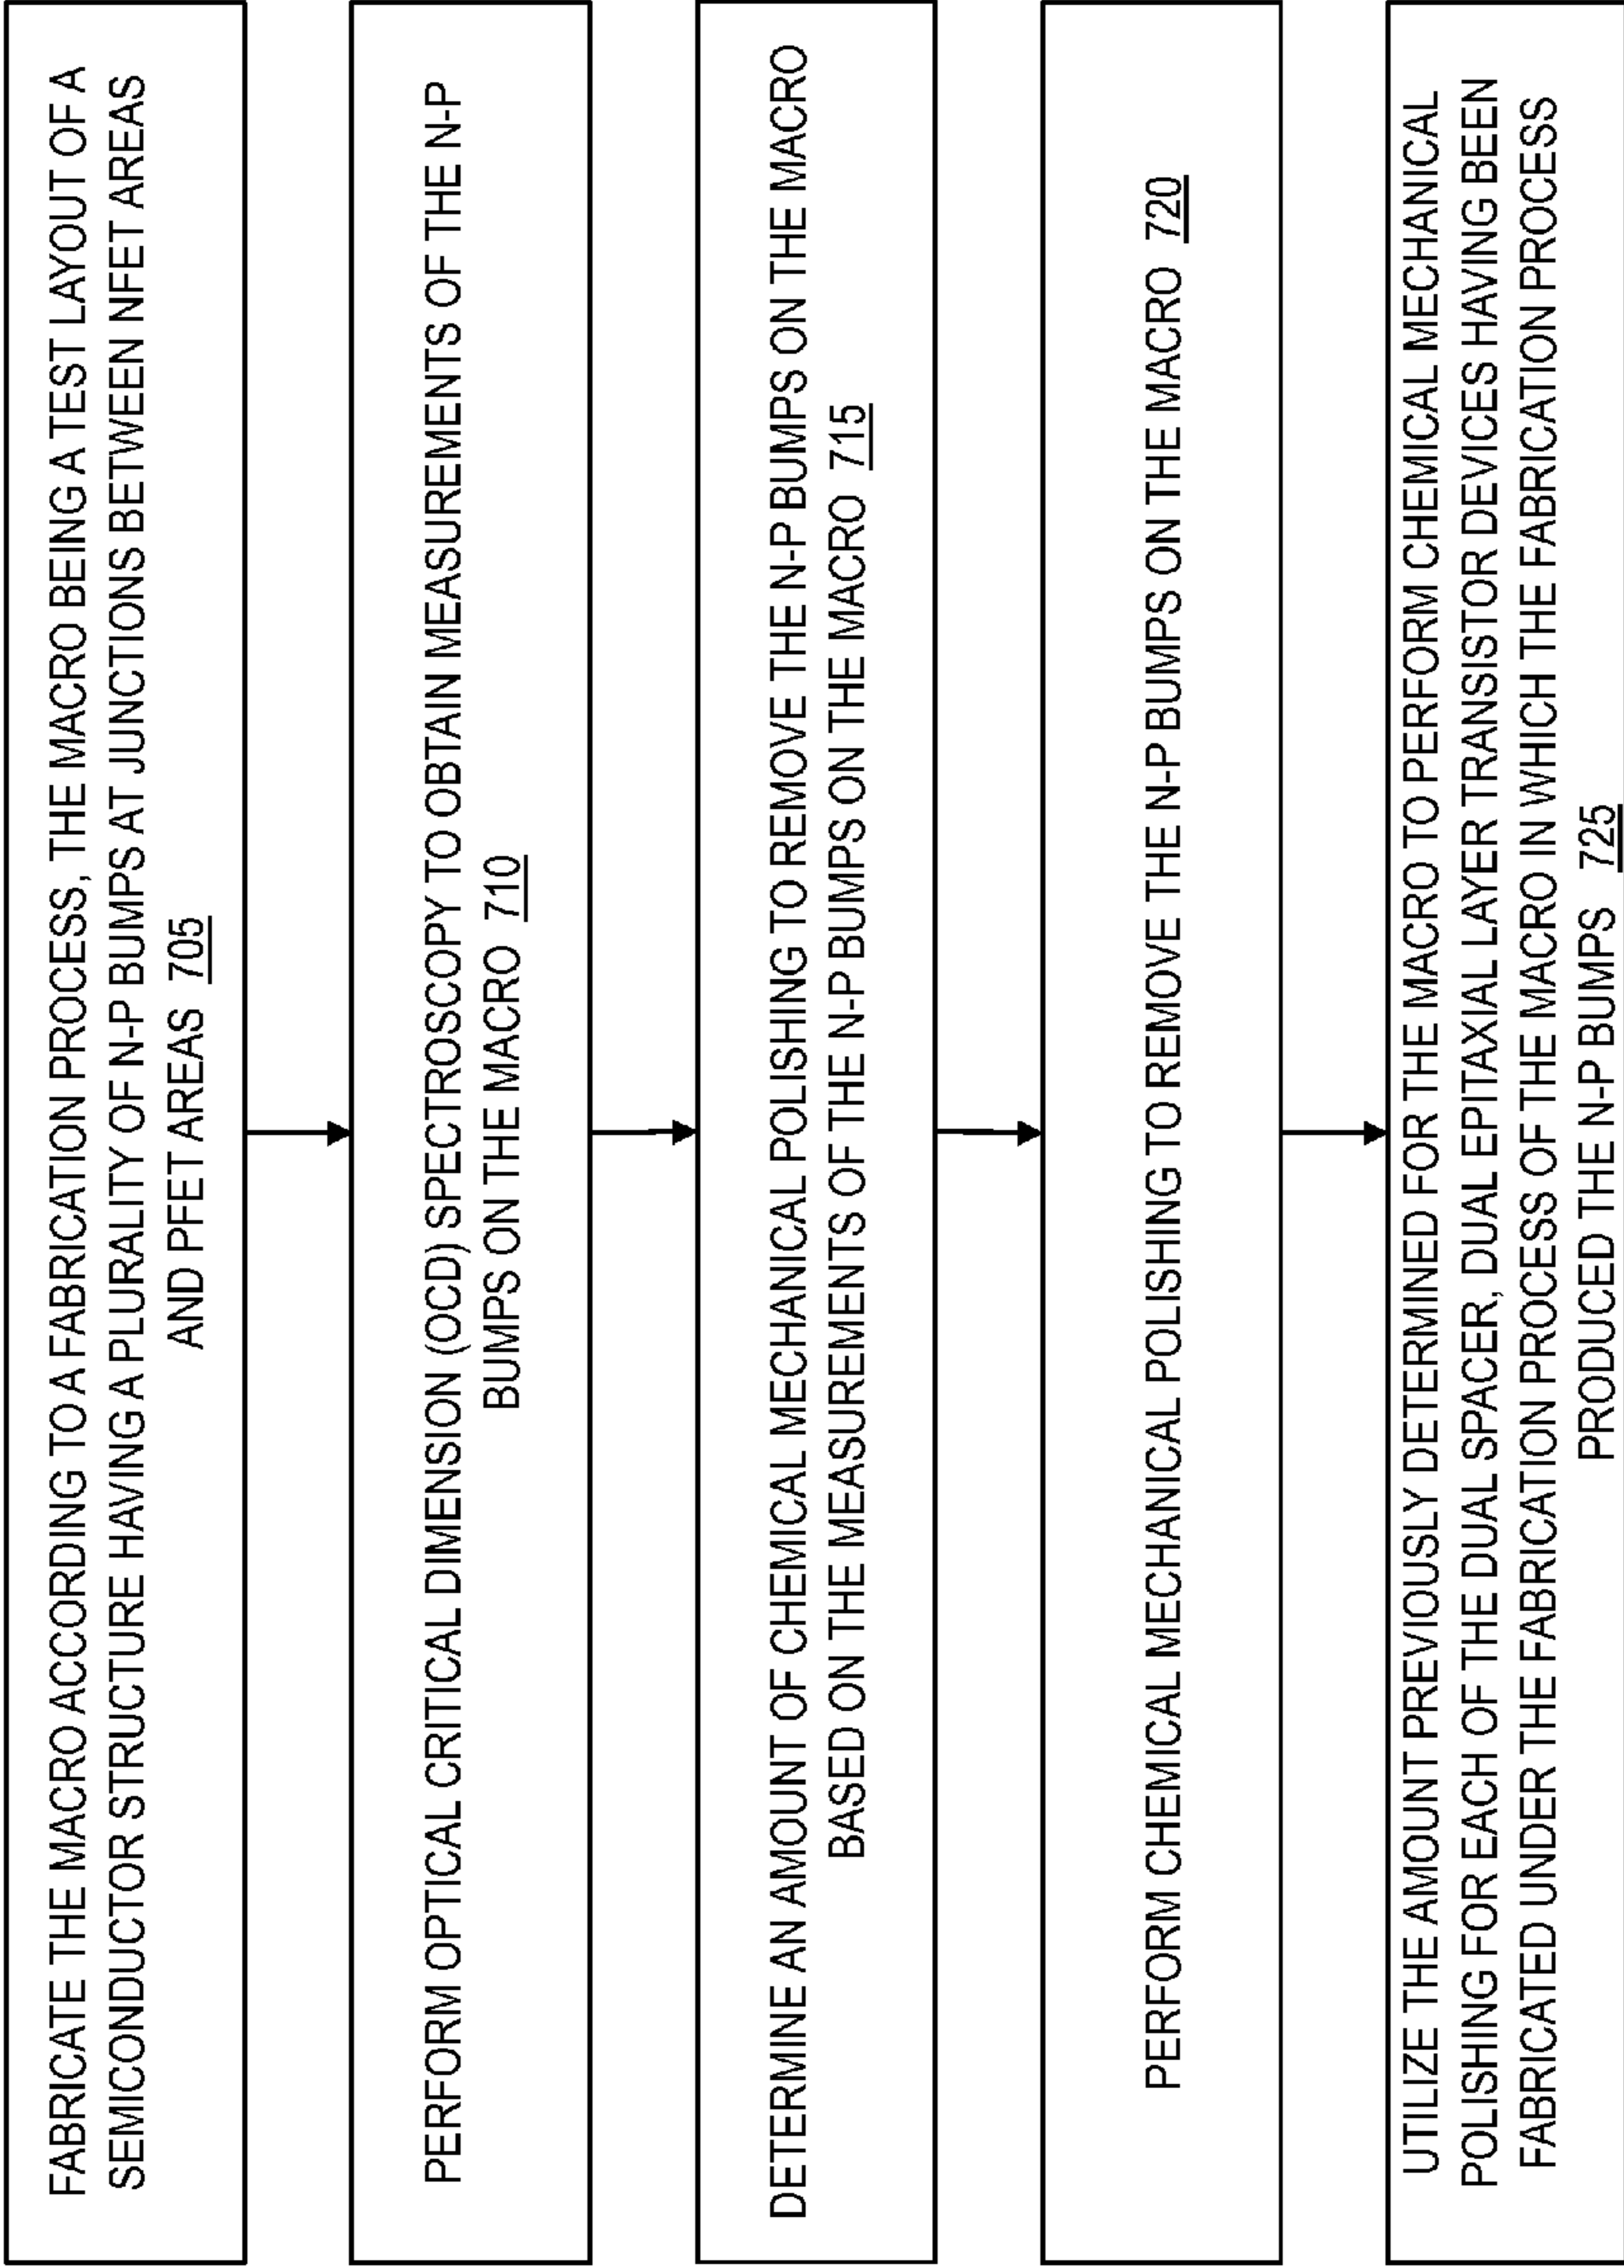 FABRICATE THE MACRO ACCORDING TO A FABRICATION PROCESS, THE MACRO BEING A TEST LAYOUT OF A
SEMICONDUCTOR STRUCTURE HAVING A PLURALITY OF N-P BUMPS AT JUNCTIONS BETWEEN NFET AREAS
AND PFET AREAS 705
PERFORM OPTICAL CRITICAL DIMENSION (OCD) SPECTROSCOPY TO OBTAIN MEASUREMENTS OF THE N-P
BUMPS ON THE MACRO 710
DETERMINE AN AMOUNT OF CHEMICAL MECHANICAL POLISHING TO REMOVE THE N-P BUMPS ON THE MACRO
BASED ON THE MEASUREMENTS OF THE N-P BUMPS ON THE MACRO 715
PERFORM CHEMICAL MECHANICAL POLISHING TO REMOVE THE N-P BUMPS ON THE MACRO 720
UTILIZE THE AMOUNT PREVIOUSLY DETERMINED FOR THE MACRO TO PERFORM CHEMICAL MECHANICAL
POLISHING FOR EACH OF THE DUAL SPACER, DUAL EPITAXIAL LAYER TRANSISTOR DEVICES HAVING BEEN
FABRICATED UNDER THE FABRICATION PROCESS OF THE MACRO IN WHICH THE FABRICATION PROCESS
PRODUCED THE N-P BUMPS 725